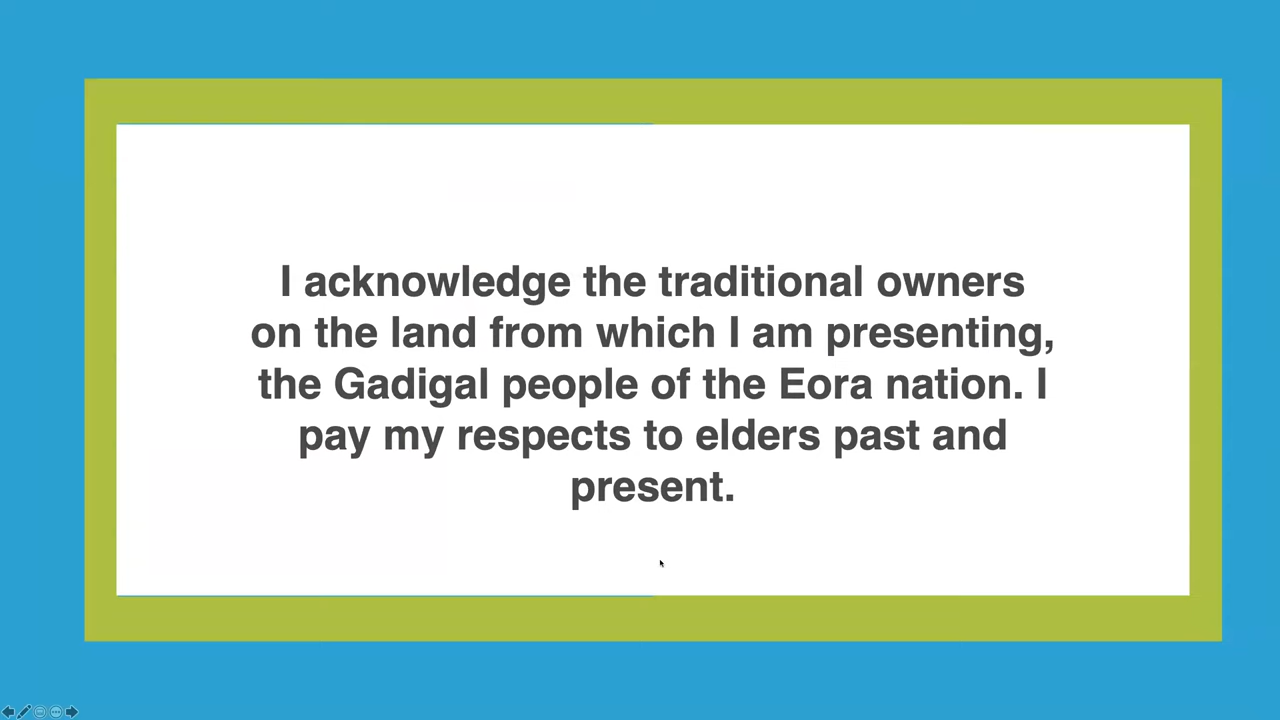 I acknowledge the traditional owners
on the land from which I am presenting,
the Gadigal people of the Eora nation. I
pay my respects to elders past and
present.